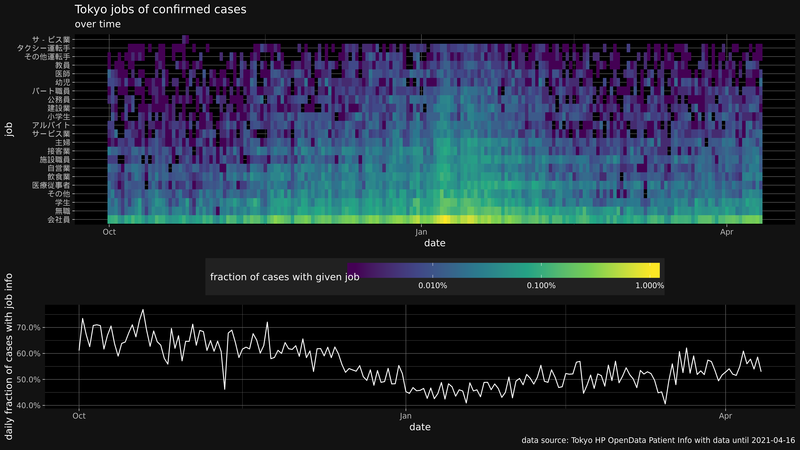 Tokyo jobs of confirmed cases
over time
job
サ - ビス業
タクシー運転手
その他運転手
教員
医師
幼児
パート職員
公務員
建設業
小学生
アルバイト
サービス業
主婦
接客業
施設職員
自営業
飲食業
医療従事者
その他
学生
無職
会社員
Oct Jan Apr
date
fraction of cases with given job
0.010% 0.100% 1.000%
daily fraction of cases with job info
70.0%
60.0%
50.0%
40.0%
Oct Jan Apr
date
data source: Tokyo HP OpenData Patient Info with data until 2021-04-16